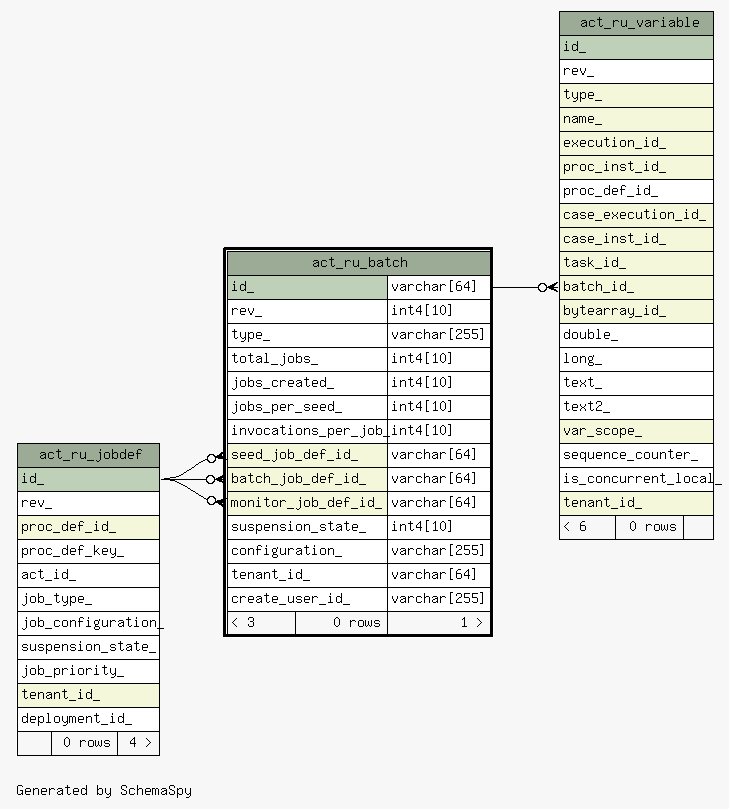 act_ru_variable
id_
rev_
type_
name_
execution_id_
proc_inst_id_
proc_def_id_
case_execution_id_
case_inst_id_
task_id_
batch_id_
bytearray_id_
double_
long_
text_
text2_
var_scope_
sequence_counter_
is_concurrent_local_
tenant_id_
< 6 0 rows
act_ru_batch
id_ varchar[64]
rev_ int4[10]
type_ varchar[255]
total_jobs_ int4[10]
jobs_created_ int4[10]
jobs_per_seed_ int4[10]
invocations_per_job_ int4[10]
seed_job_def_id_ varchar[64]
batch_job_def_id_ varchar[64]
monitor_job_def_id_ varchar[64]
suspension_state_ int4[10]
configuration_ varchar[255]
tenant_id_ varchar[64]
create_user_id_ varchar[255]
< 3 0 rows 1 >
act_ru_jobdef
id_
rev_
proc_def_id_
proc_def_key_
act_id_
job_type_
job_configuration_
suspension_state_
job_priority_
tenant_id_
deployment_id_
0 rows 4 >
Generated by SchemaSpy